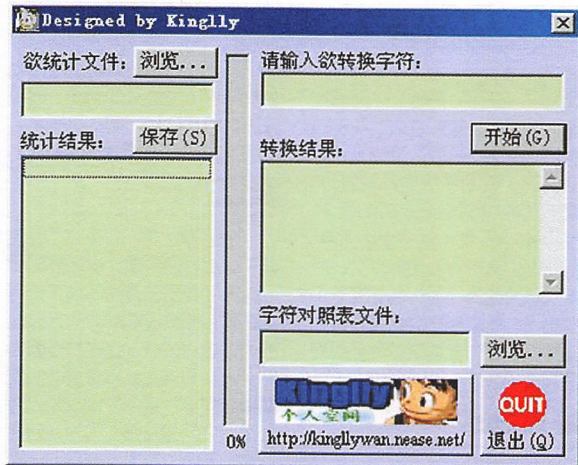 Designed by Kinglly
欲统计文件: 浏览...
统计结果: 保存(S)
0%
请输入欲转换字符:
开始(G)
转换结果:
字符对照表文件:
浏览...
Kinglly
个人空间
http://kingllywan.nease.net/
QUIT
退出(Q)